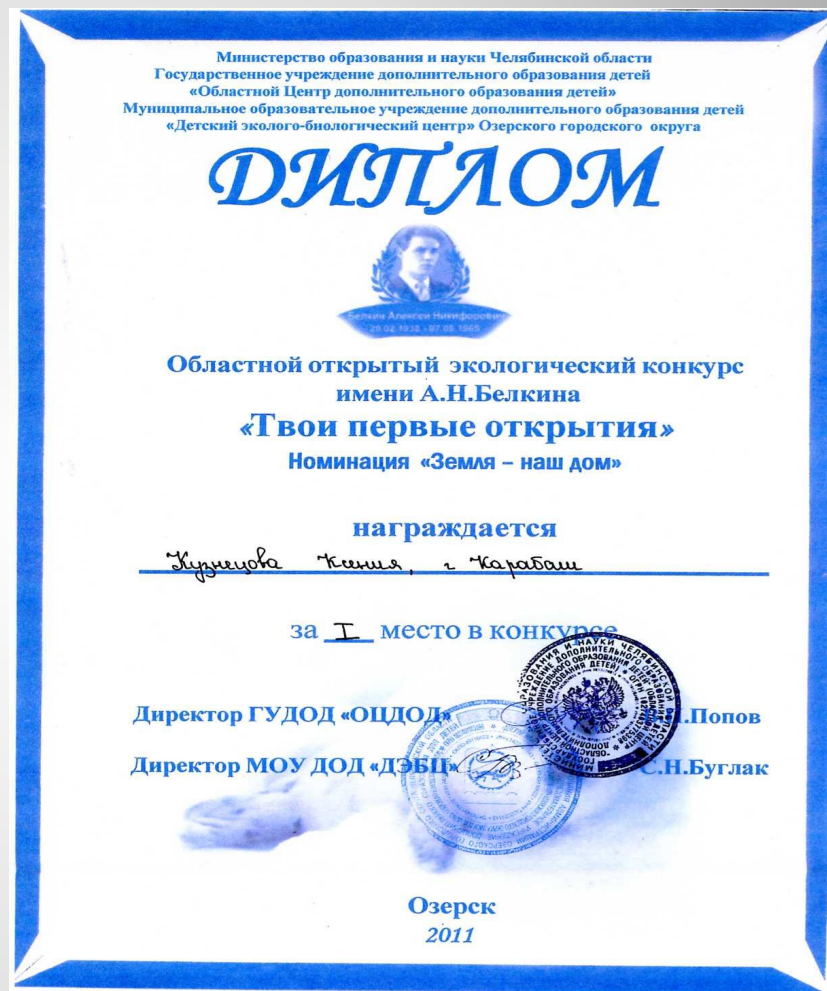 Министерство образования и науки Челябинской области
Государственное учреждение дополнительного образования детей
«Областной Центр дополнительного образования детей»
Муниципальное образовательное учреждение дополнительного образования детей
«Детский эколого-биологический центр» Озерского городского округа
ДИПЛОМ
Белкин Алексей Никифорович
Областной открытый экологический конкурс
имени А.Н.Белкина
«Твои первые открытия»
Номинация «Земля – наш дом»
награждается
Кузнецова Ксения, г Карабаш
за I место в конкурсе
Директор ГУДОД «ОЦДОД» Попов
Директор МОУ ДОД «ДЭБЦ» С.Н.Буглак
Озерск
2011